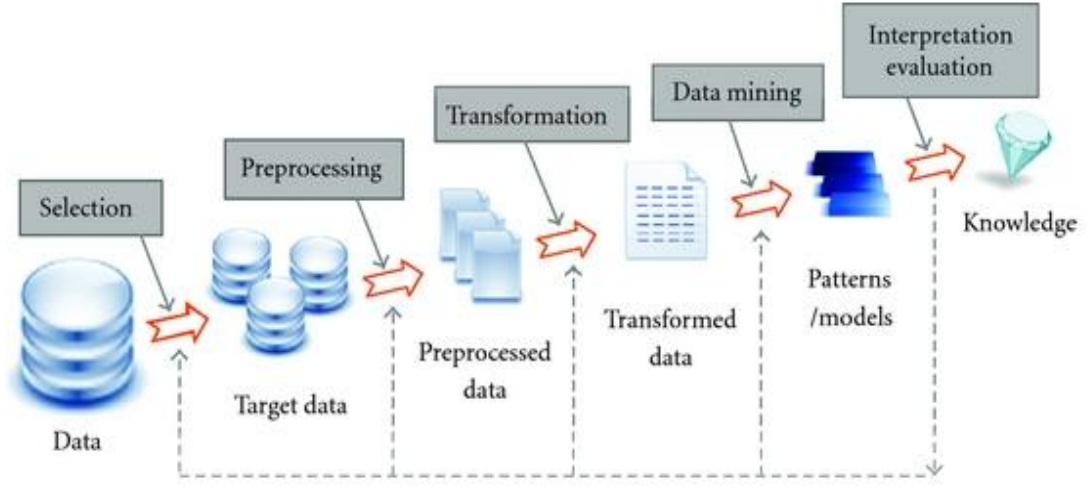 Interpretation
evaluation
Data mining
Transformation
Preprocessing
Selection
Knowledge
Patterns
/models
Transformed
data
Preprocessed
data
Target data
Data